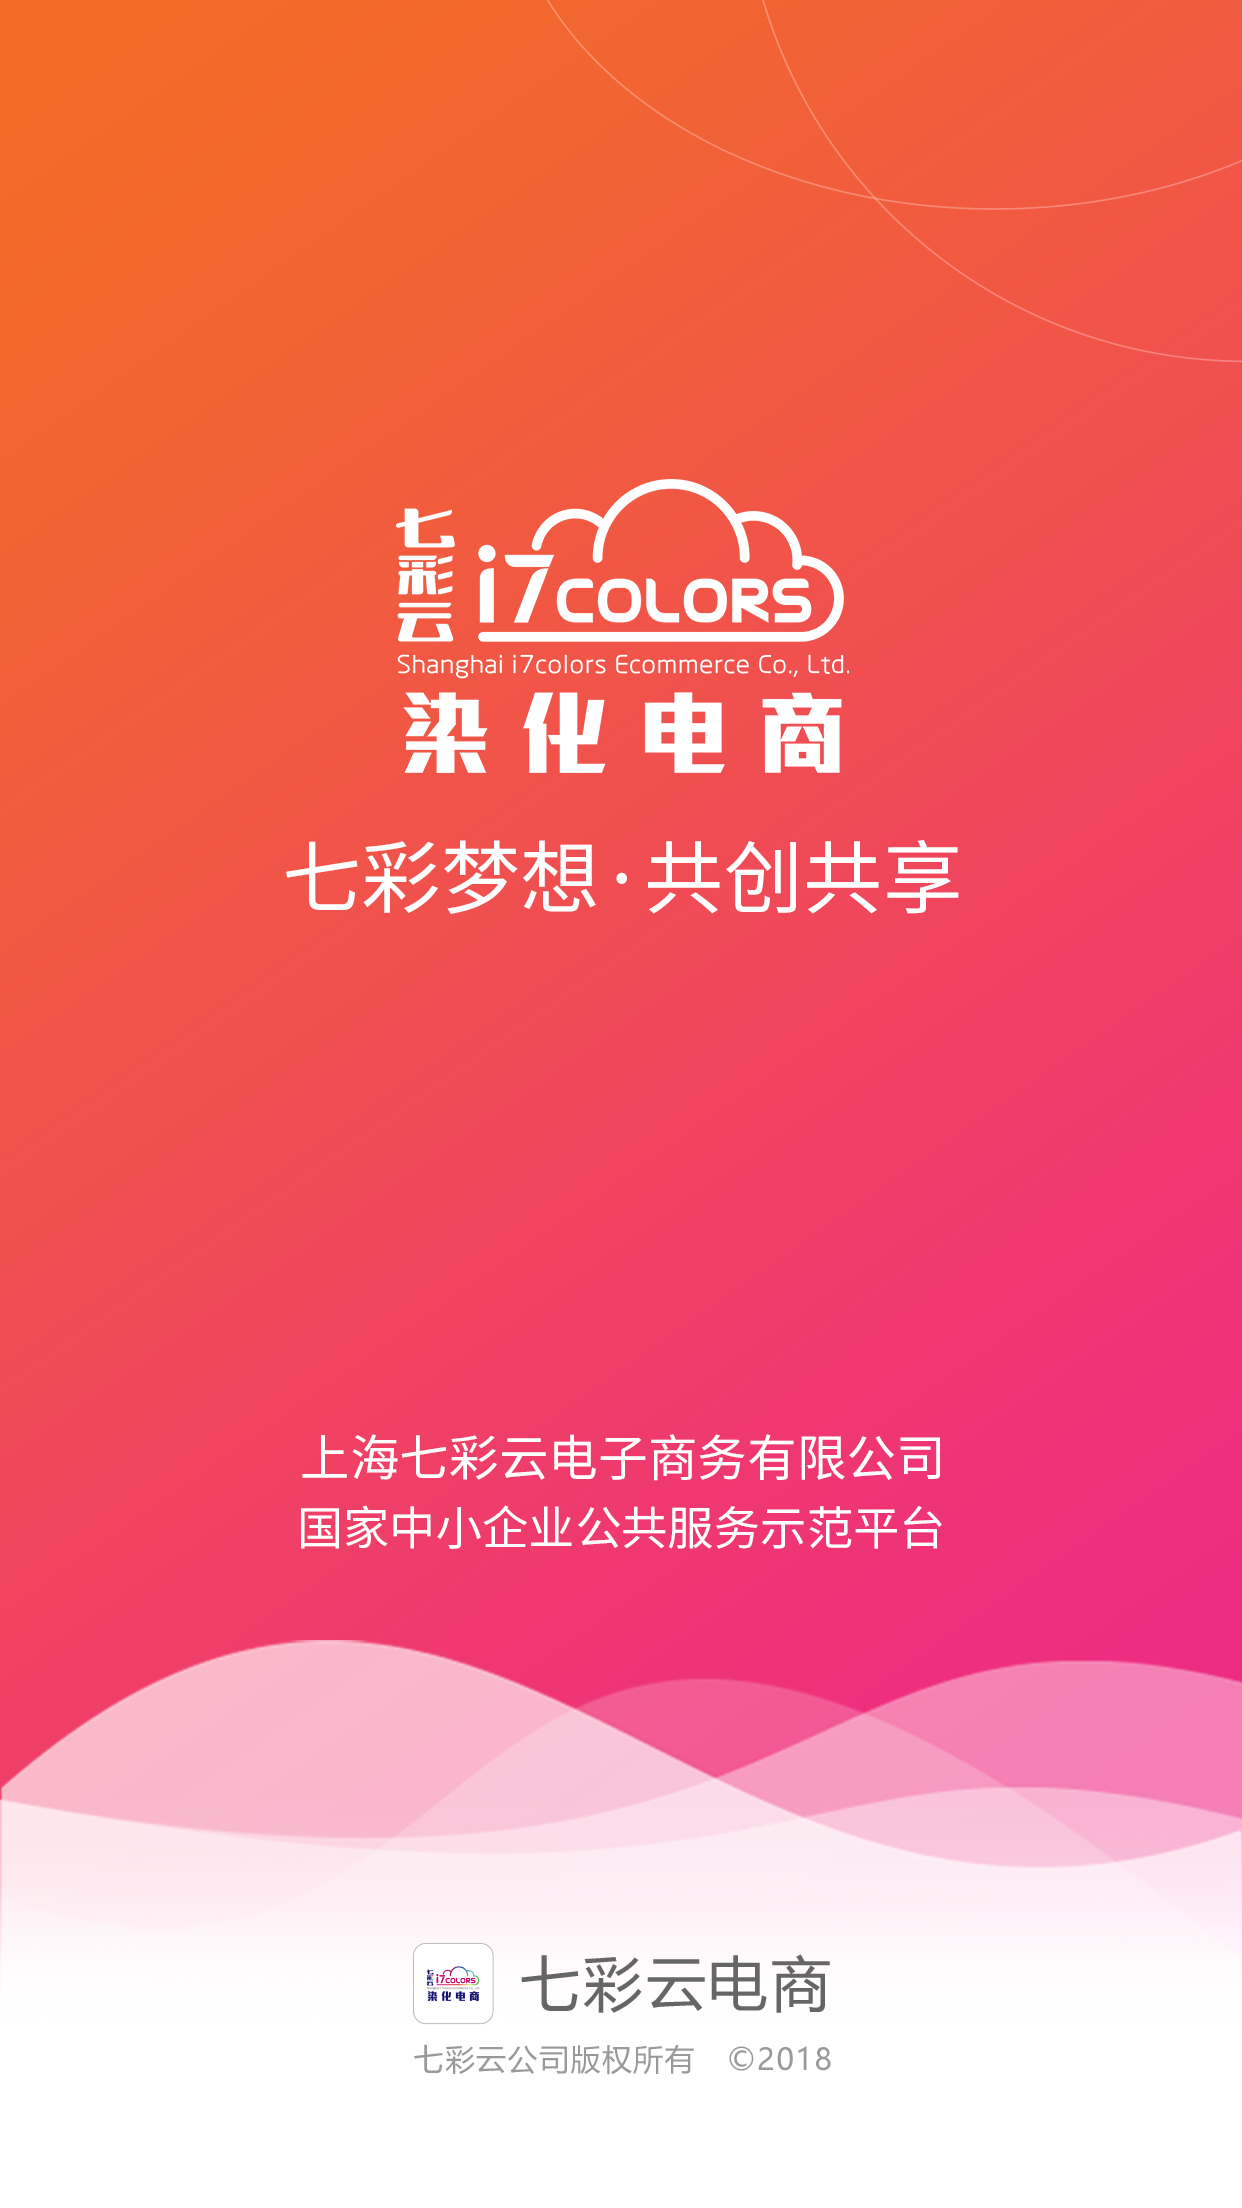 七彩云
i7COLORS
Shanghai i7colors Ecommerce Co., Ltd.
染化电商
七彩梦想·共创共享
上海七彩云电子商务有限公司
国家中小企业公共服务示范平台
七彩云
i7COLORS
染化电商
七彩云电商
七彩云公司版权所有 ©2018